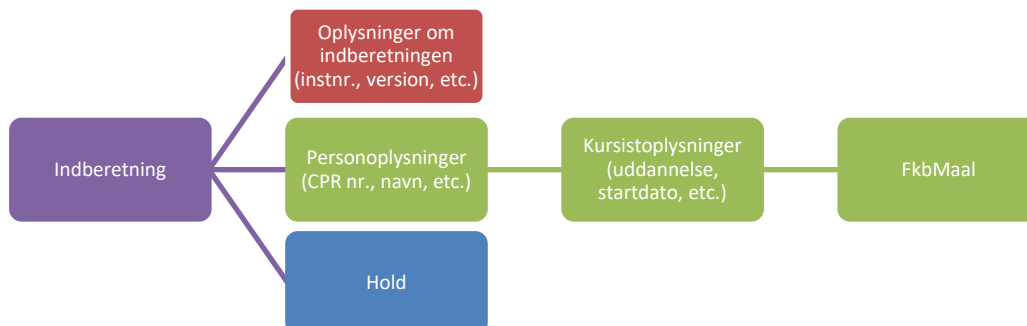 Oplysninger om
indberetningen
(instnr., version, etc.)
Indberetning
Personoplysninger
(CPR nr., navn, etc.)
Kursistoplysninger
(uddannelse,
startdato, etc.)
FkbMaal
Hold